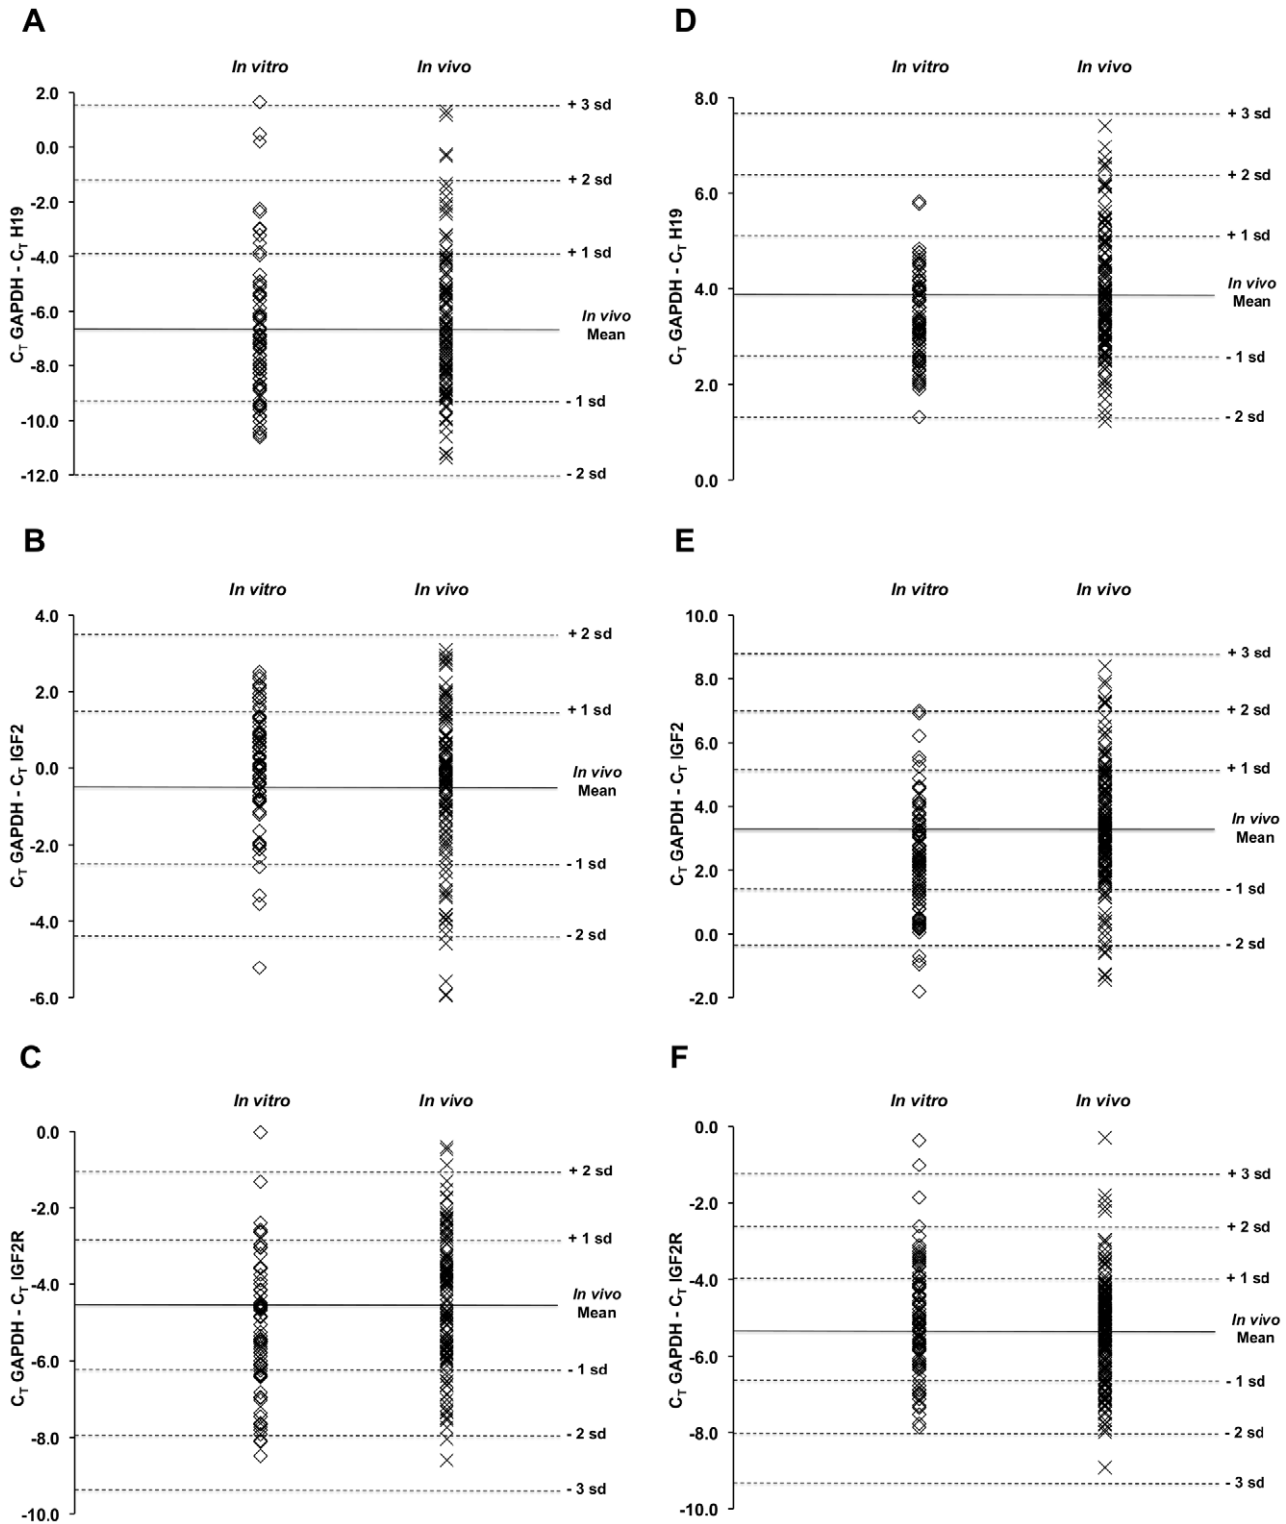 A
In vitro
In vivo
2.0
0.0
-2.0
-4.0
-6.0
-8.0
-10.0
-12.0
CT GAPDH - CT H19
+ 3 sd
+ 2 sd
+ 1 sd
In vivo
Mean
- 1 sd
- 2 sd
D
In vitro
In vivo
8.0
6.0
4.0
2.0
0.0
CT GAPDH - CT H19
+ 3 sd
+ 2 sd
+ 1 sd
In vivo
Mean
- 1 sd
- 2 sd
B
In vitro
In vivo
4.0
2.0
0.0
-2.0
-4.0
-6.0
CT GAPDH - CT IGF2
+ 2 sd
+ 1 sd
In vivo
Mean
- 1 sd
- 2 sd
E
In vitro
In vivo
10.0
8.0
6.0
4.0
2.0
0.0
-2.0
CT GAPDH - CT IGF2
+ 3 sd
+ 2 sd
+ 1 sd
In vivo
Mean
- 1 sd
- 2 sd
C
In vitro
In vivo
0.0
-2.0
-4.0
-6.0
-8.0
-10.0
CT GAPDH - CT IGF2R
+ 2 sd
+ 1 sd
In vivo
Mean
- 1 sd
- 2 sd
- 3 sd
F
In vitro
In vivo
0.0
-2.0
-4.0
-6.0
-8.0
-10.0
CT GAPDH - CT IGF2R
+ 3 sd
+ 2 sd
+ 1 sd
In vivo
Mean
- 1 sd
- 2 sd
- 3 sd